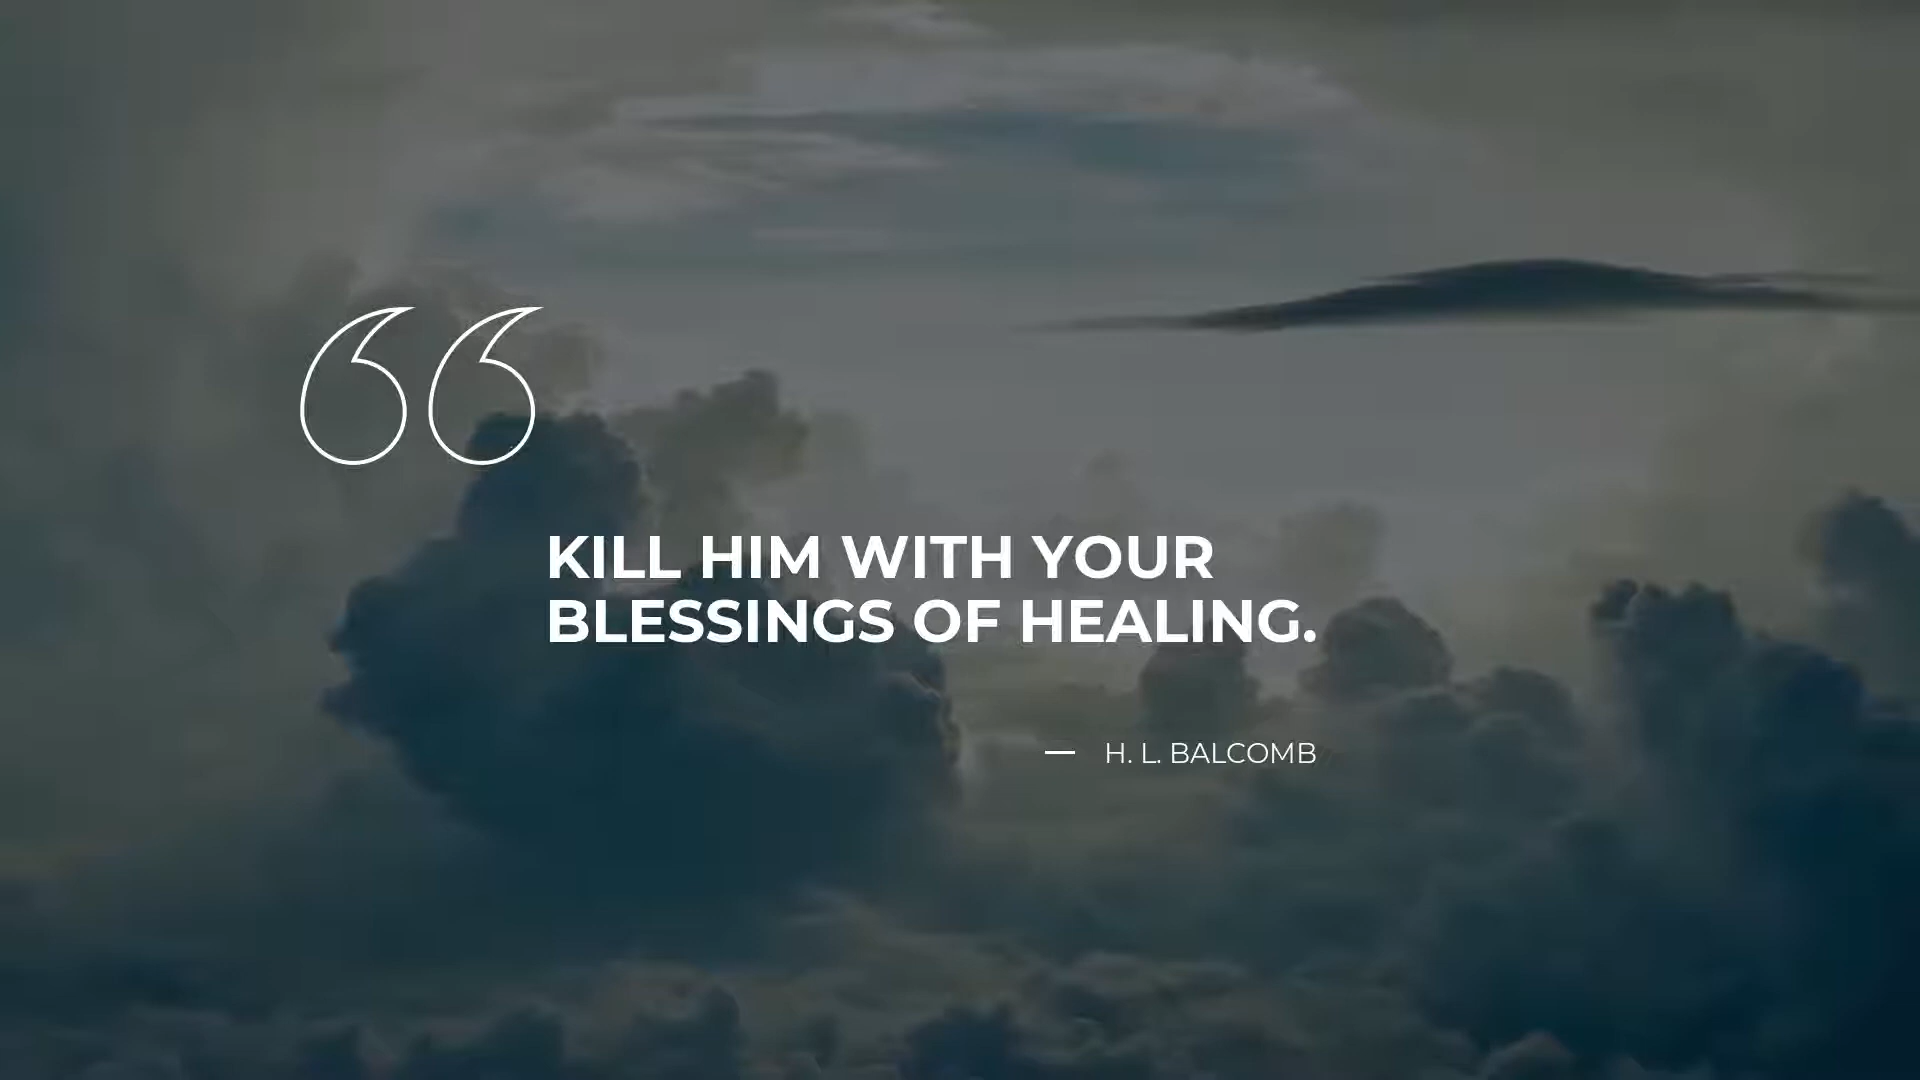 “
KILL HIM WITH YOUR
BLESSINGS OF HEALING.
— H. L. BALCOMB